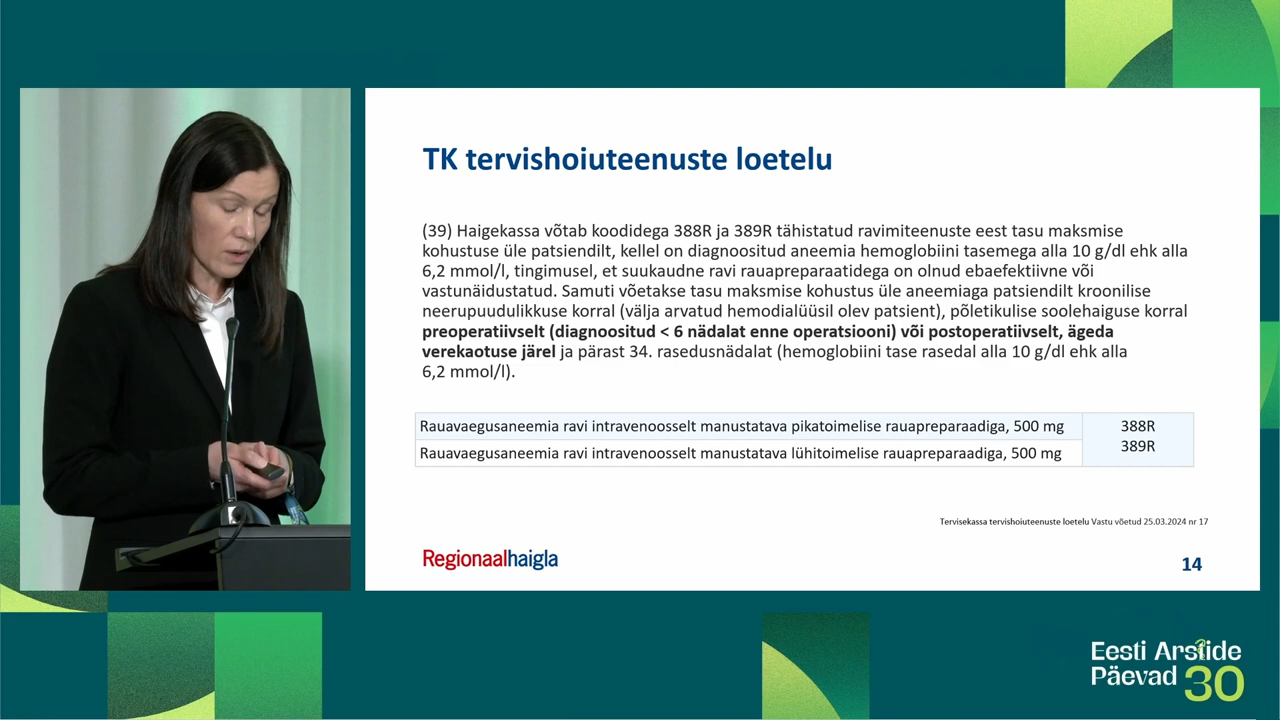 TK tervishoiuteenuste loetelu
(39) Haigekassa võtab koodidega 388R ja 389R tähistatud ravimiteenuste eest tasu maksmise
kohustuse üle patsiendilt, kellel on diagnoositud aneemia hemoglobiini tasemega alla 10 g/dl ehk alla
6,2 mmol/l, tingimusel, et suukaudne ravi rauapreparaatidega on olnud ebaefektiivne või
vastunäidustatud. Samuti võetakse tasu maksmise kohustus üle aneemiaga patsiendilt kroonilise
neerupuudulikkuse korral (välja arvatud hemodialüüsil olev patsient), põletikulise soolehaiguse korral
preoperatiivselt (diagnoositud < 6 nädalat enne operatsiooni) või postoperatiivselt, ägeda
verekaotuse järel ja pärast 34. rasedusnädalat (hemoglobiini tase rasedal alla 10 g/dl ehk alla
6,2 mmol/l).
Rauavaegusaneemia ravi intravenoosselt manustatava pikatoimelise rauapreparaadiga, 500 mg
388R
Rauavaegusaneemia ravi intravenoosselt manustatava lühitoimelise rauapreparaadiga, 500 mg
389R
Tervisekassa tervishoiuteenuste loetelu Vastu võetud 25.03.2024 nr 17
Regionaalhaigla
14
Eesti Arstide
Päevad 30